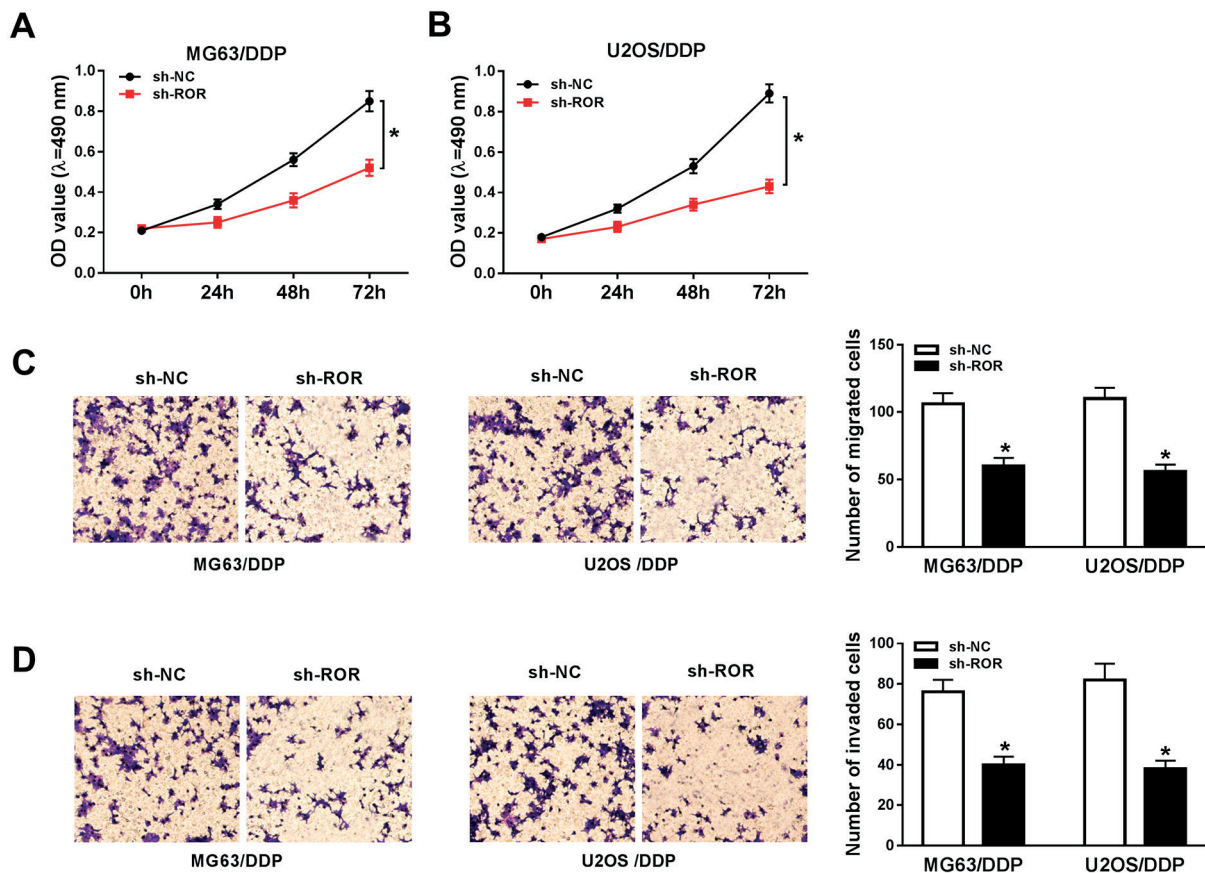 A
MG63/DDP
sh-NC
sh-ROR
OD value (λ=490 nm)
1.0
0.8
0.6
0.4
0.2
0.0
0h 24h 48h 72h
*
B
U2OS/DDP
sh-NC
sh-ROR
OD value (λ=490 nm)
1.0
0.8
0.6
0.4
0.2
0.0
0h 24h 48h 72h
*
C
sh-NC sh-ROR
MG63/DDP
sh-NC sh-ROR
U2OS /DDP
Number of migrated cells
150
100
50
0
sh-NC
sh-ROR
*
*
MG63/DDP U2OS/DDP
D
sh-NC sh-ROR
MG63/DDP
sh-NC sh-ROR
U2OS /DDP
Number of invaded cells
100
80
60
40
20
0
sh-NC
sh-ROR
*
*
MG63/DDP U2OS/DDP